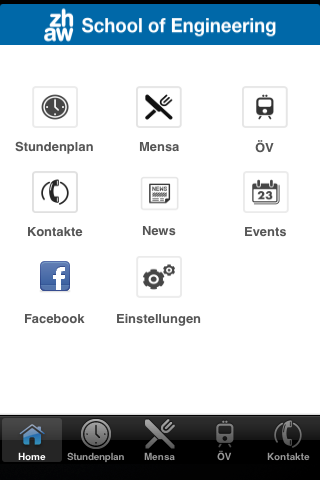 zh
aw School of Engineering
Stundenplan Mensa ÖV
NEWS
23
Kontakte News Events
f
Facebook Einstellungen
Home Stundenplan Mensa ÖV Kontakte